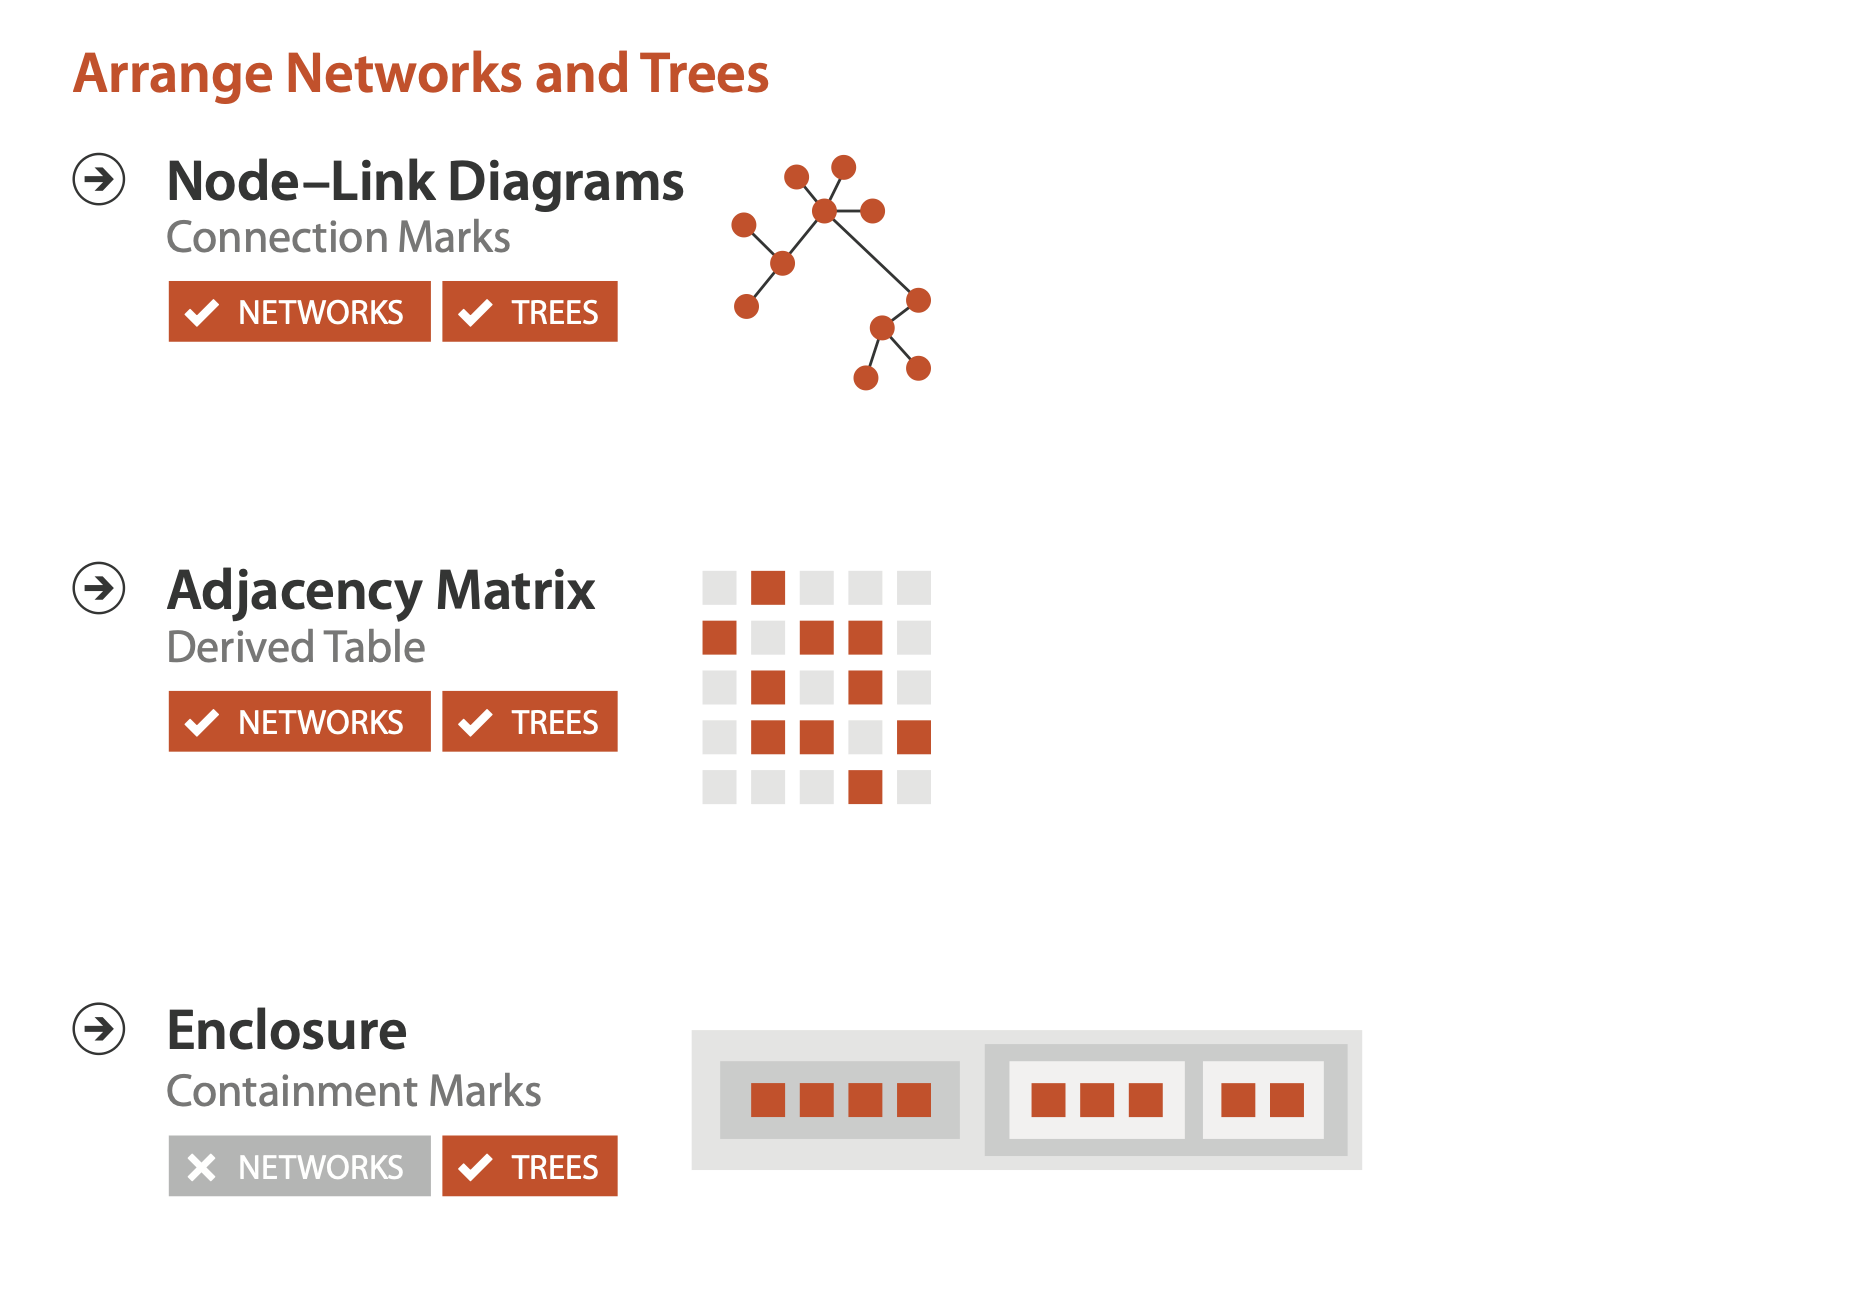 Arrange Networks and Trees
Node–Link Diagrams
Connection Marks
NETWORKS TREES
Adjacency Matrix
Derived Table
NETWORKS TREES
Enclosure
Containment Marks
NETWORKS TREES